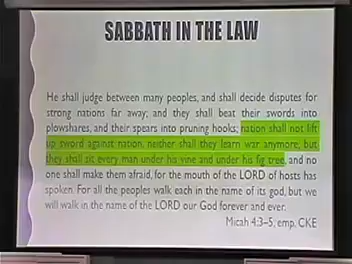 SABBATH IN THE LAW
He shall judge between many peoples, and shall decide disputes for
strong nations far away; and they shall beat their swords into
plowshares, and their spears into pruning hooks; nation shall not lift
up sword against nation, neither shall they learn war anymore, but
they shall sit every man under his vine and under his fig tree, and no
one shall make them afraid, for the mouth of the LORD of hosts has
spoken. For all the peoples walk each in the name of its god, but we
will walk in the name of the LORD our God forever and ever.
Micah 4:3–5, emp. CKE